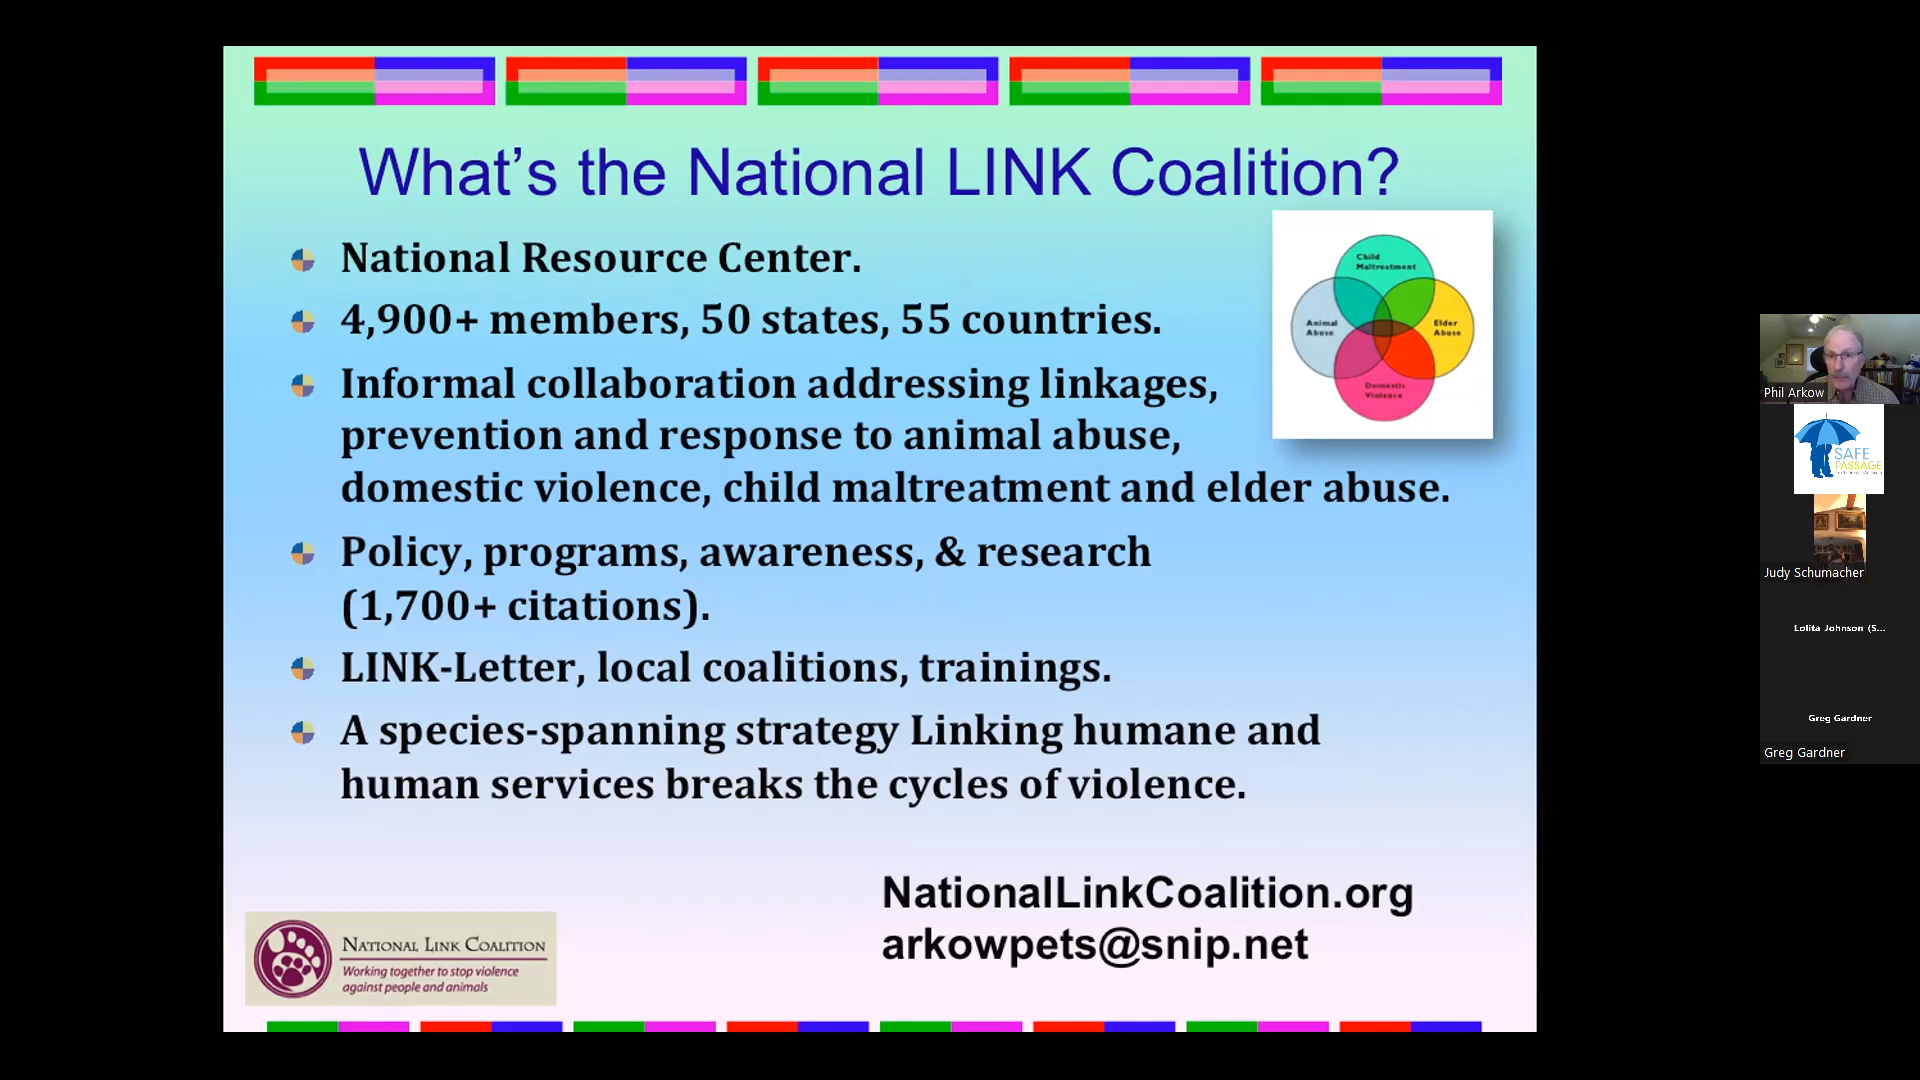 What's the National LINK Coalition?
National Resource Center.
4,900+ members, 50 states, 55 countries.
Informal collaboration addressing linkages,
prevention and response to animal abuse,
domestic violence, child maltreatment and elder abuse.
Policy, programs, awareness, & research
(1,700+ citations).
LINK-Letter, local coalitions, trainings.
A species-spanning strategy Linking humane and
human services breaks the cycles of violence.
Child
Maltreatment
Animal
Abuse
Elder
Abuse
Domestic
Violence
NationalLinkCoalition.org
arkowpets@snip.net
NATIONAL LINK COALITION
Working together to stop violence
against people and animals
Phil Arkow
SAFE
PASSAGE
Judy Schumacher
Lolita Johnson (S...
Greg Gardner
Greg Gardner